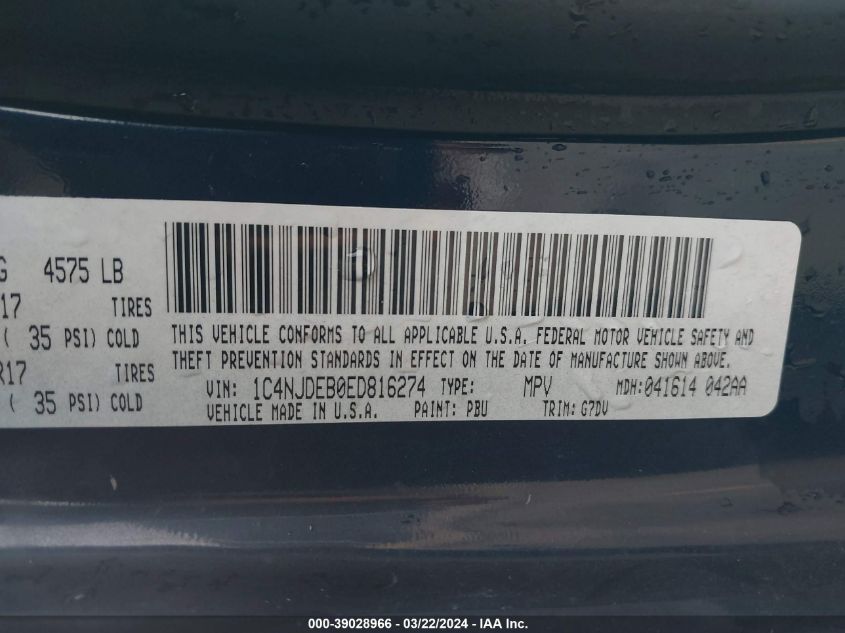 G 4575 LB
17 TIRES
( 35 PSI) COLD
R17 TIRES
( 35 PSI) COLD
THIS VEHICLE CONFORMS TO ALL APPLICABLE U.S.A. FEDERAL MOTOR VEHICLE SAFETY AND
THEFT PREVENTION STANDARDS IN EFFECT ON THE DATE OF MANUFACTURE SHOWN ABOVE.
VIN: 1C4NJDEB0ED816274 TYPE: MPV MDH:041614 042AA
VEHICLE MADE IN U.S.A. PAINT: PBU TRIM: G7DV
000-39028966 - 03/22/2024 - IAA Inc.